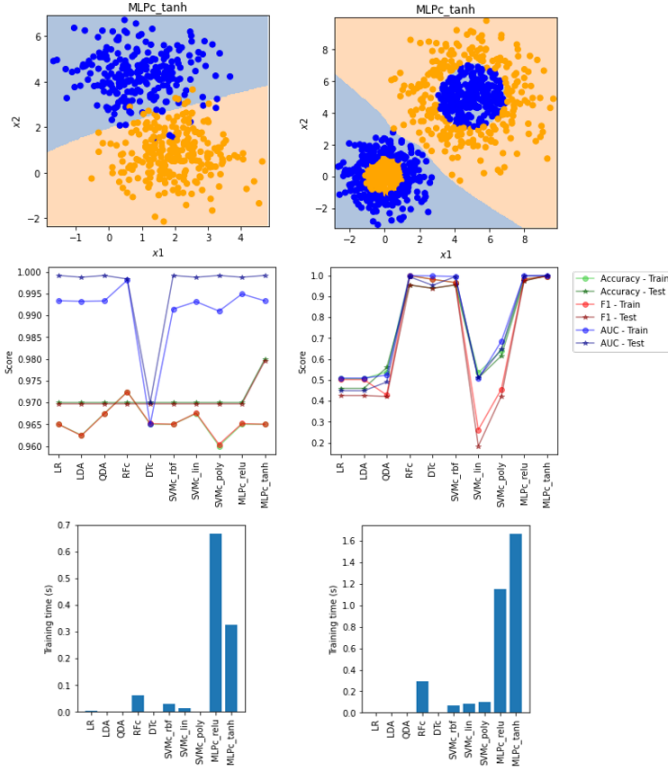 MLPc_tanh
x2
6
4
2
0
−2
−1 0 1 2 3 4
x1
MLPc_tanh
x2
8
6
4
2
0
−2
−2 0 2 4 6 8
x1
Score
1.000
0.995
0.990
0.985
0.980
0.975
0.970
0.965
0.960
LR LDA QDA RFc DTc SVMc_rbf SVMc_lin SVMc_poly MLPc_relu MLPc_tanh
Score
1.0
0.9
0.8
0.7
0.6
0.5
0.4
0.3
0.2
LR LDA QDA RFc DTc SVMc_rbf SVMc_lin SVMc_poly MLPc_relu MLPc_tanh
Accuracy - Train
Accuracy - Test
F1 - Train
F1 - Test
AUC - Train
AUC - Test
Training time (s)
0.7
0.6
0.5
0.4
0.3
0.2
0.1
0.0
LR LDA QDA RFc DTc SVMc_rbf SVMc_lin SVMc_poly MLPc_relu MLPc_tanh
Training time (s)
1.6
1.4
1.2
1.0
0.8
0.6
0.4
0.2
0.0
LR LDA QDA RFc DTc SVMc_rbf SVMc_lin SVMc_poly MLPc_relu MLPc_tanh